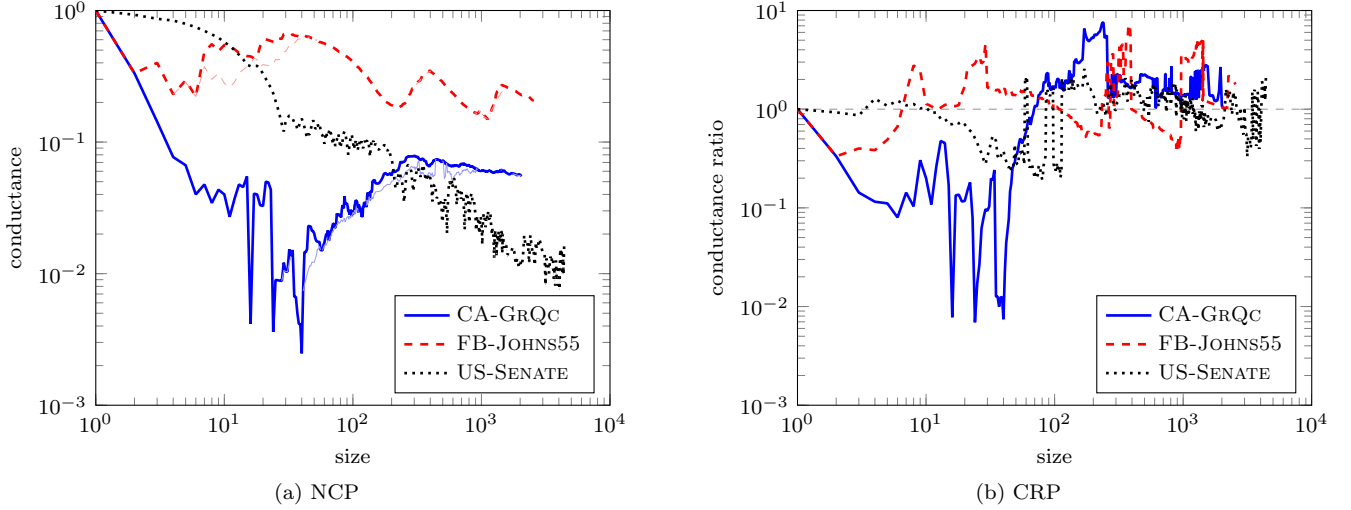 10^0
10^−1
10^−2
10^−3
conductance
10^0 10^1 10^2 10^3 10^4
size
CA-GrQc
FB-Johns55
US-Senate
(a) NCP
10^1
10^0
10^−1
10^−2
10^−3
conductance ratio
10^0 10^1 10^2 10^3 10^4
size
CA-GrQc
FB-Johns55
US-Senate
(b) CRP